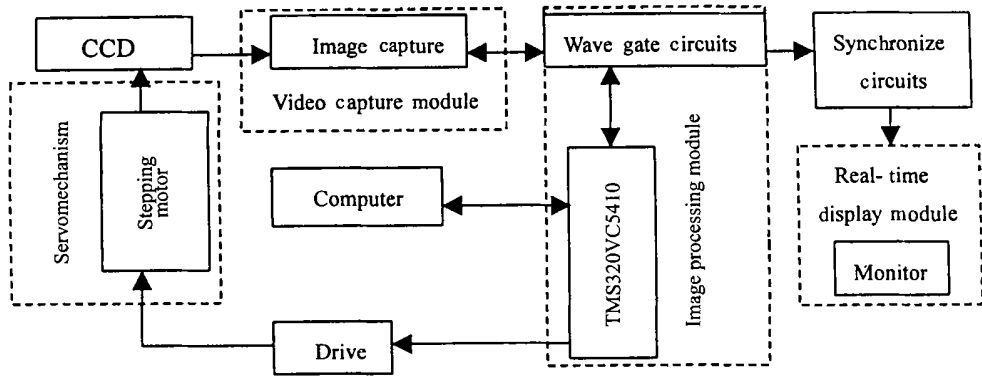 CCD
Image capture
Video capture module
Wave gate circuits
Synchronize
circuits
Servomechanism
Stepping
motor
Computer
TMS320VC5410
Image processing module
Real-time
display module
Monitor
Drive